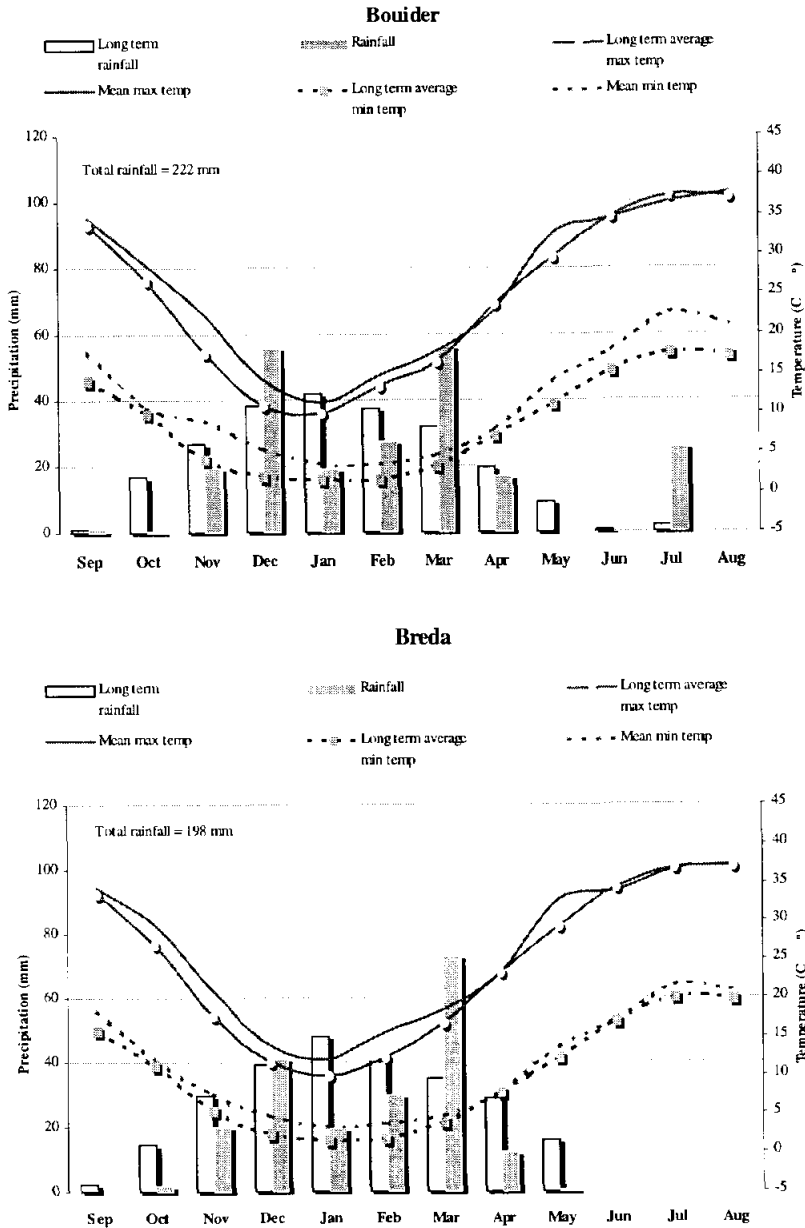 Bouider
Long term rainfall
Rainfall
Long term average max temp
Mean max temp
Long term average min temp
Mean min temp
Total rainfall = 222 mm
Precipitation (mm)
120
100
80
60
40
20
0
Temperature (C °)
45
40
35
30
25
20
15
10
5
0
-5
Sep Oct Nov Dec Jan Feb Mar Apr May Jun Jul Aug
Breda
Long term rainfall
Rainfall
Long term average max temp
Mean max temp
Long term average min temp
Mean min temp
Total rainfall = 198 mm
Precipitation (mm)
120
100
80
60
40
20
0
Temperature (C °)
45
40
35
30
25
20
15
10
5
0
-5
Sep Oct Nov Dec Jan Feb Mar Apr May Jun Jul Aug